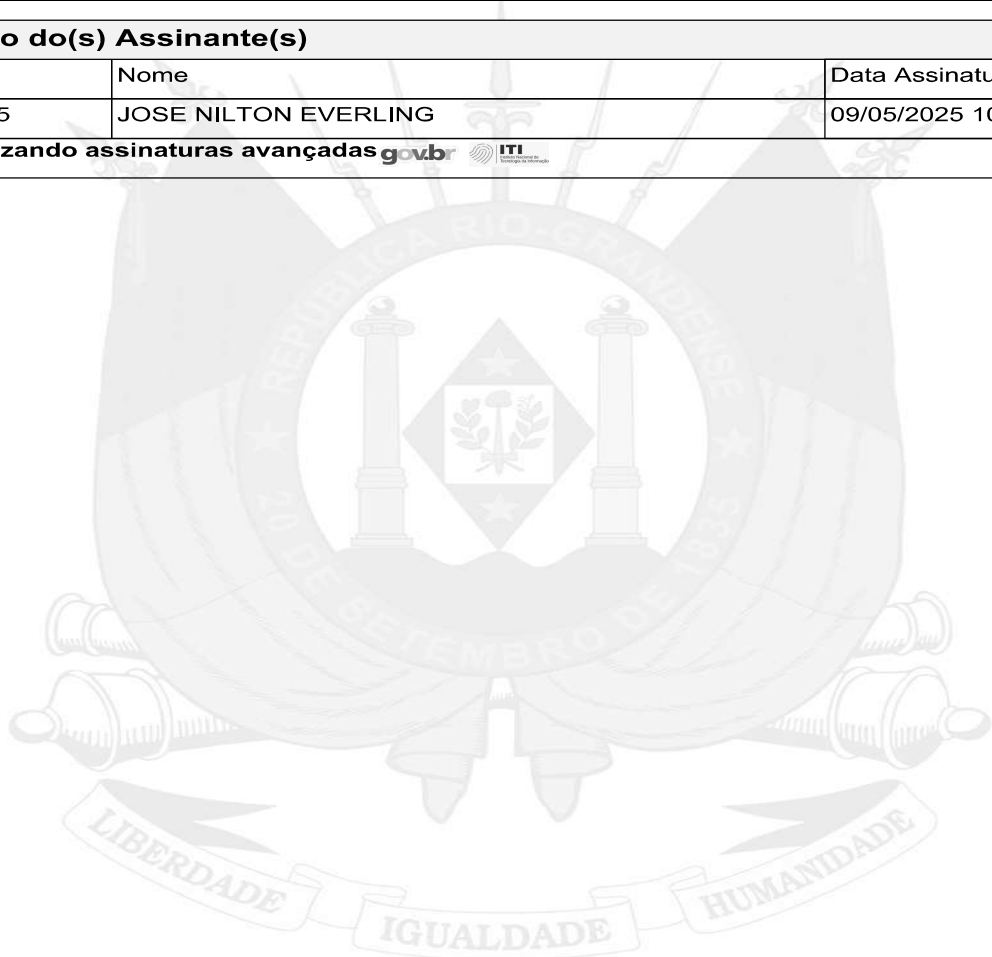 o do(s) Assinante(s)
Nome Data Assinatu
5 JOSE NILTON EVERLING 09/05/2025 10
zando assinaturas avançadas gov.br ITI
REPUBLICA RIO-GRANDENSE
20 DE SETEMBRO DE 1835
LIBERDADE IGUALDADE HUMANIDADE